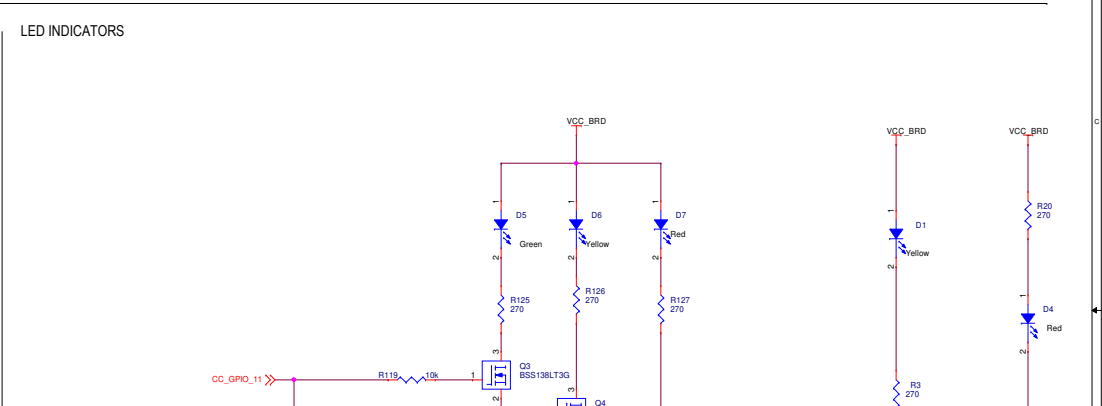 LED INDICATORS
VCC_BRD
VCC_BRD
VCC_BRD
C
1
1
1
D5
D6
D7
Green
Yellow
Red
2
2
2
1
D1
Yellow
2
R20
270
1
D4
Red
2
R125
270
R126
270
R127
270
3
Q3
BSS138LT3G
CC_GPIO_11
R119
10k
1
2
3
Q4
R3
270